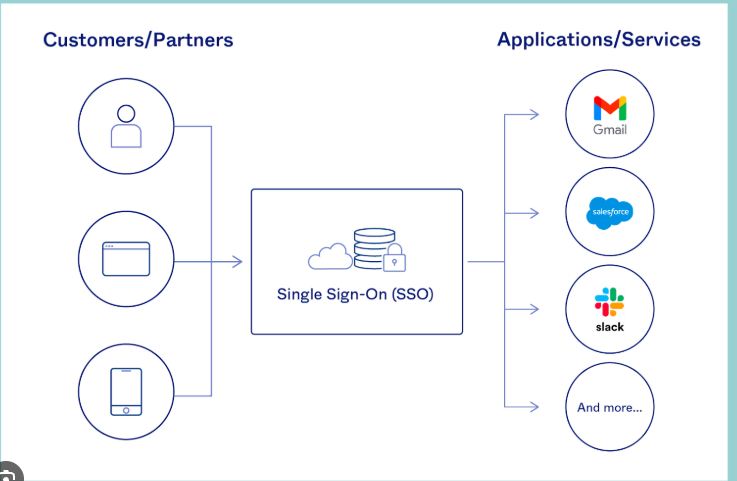 Customers/Partners
Applications/Services
Gmail
salesforce
Single Sign-On (SSO)
slack
And more...